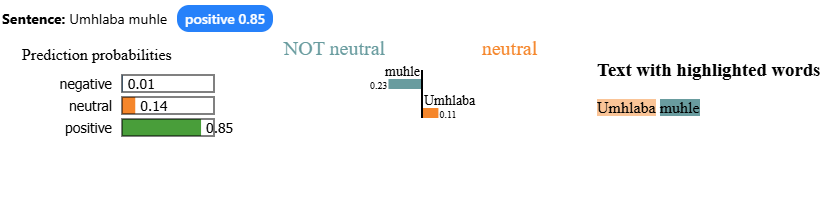 Sentence: Umhlaba muhle positive 0.85
Prediction probabilities
negative 0.01
neutral 0.14
positive 0.85
NOT neutral neutral
muhle
0.23
Umhlaba
0.11
Text with highlighted words
Umhlaba muhle